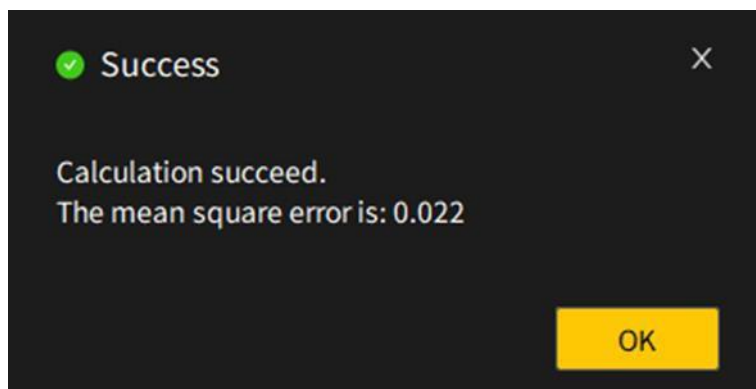 Success
X
Calculation succeed.
The mean square error is: 0.022
OK